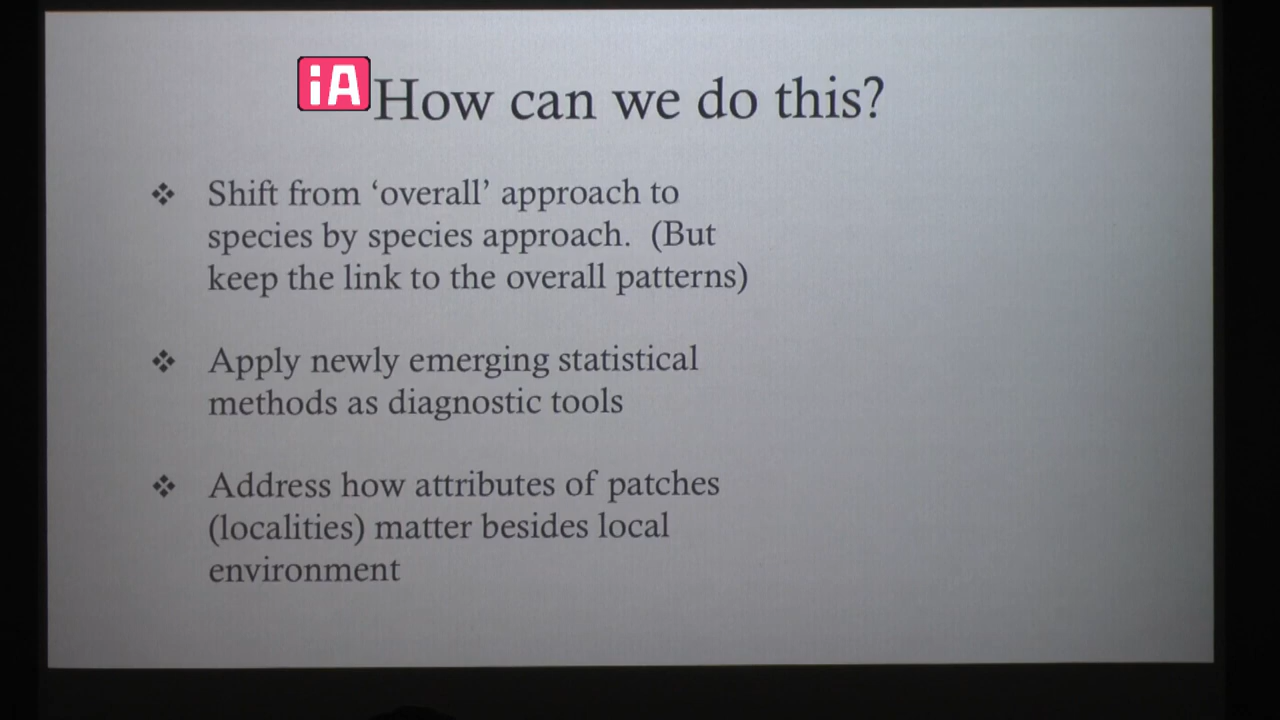 iA How can we do this?
❖ Shift from ‘overall’ approach to
species by species approach.  (But
keep the link to the overall patterns)
❖ Apply newly emerging statistical
methods as diagnostic tools
❖ Address how attributes of patches
(localities) matter besides local
environment